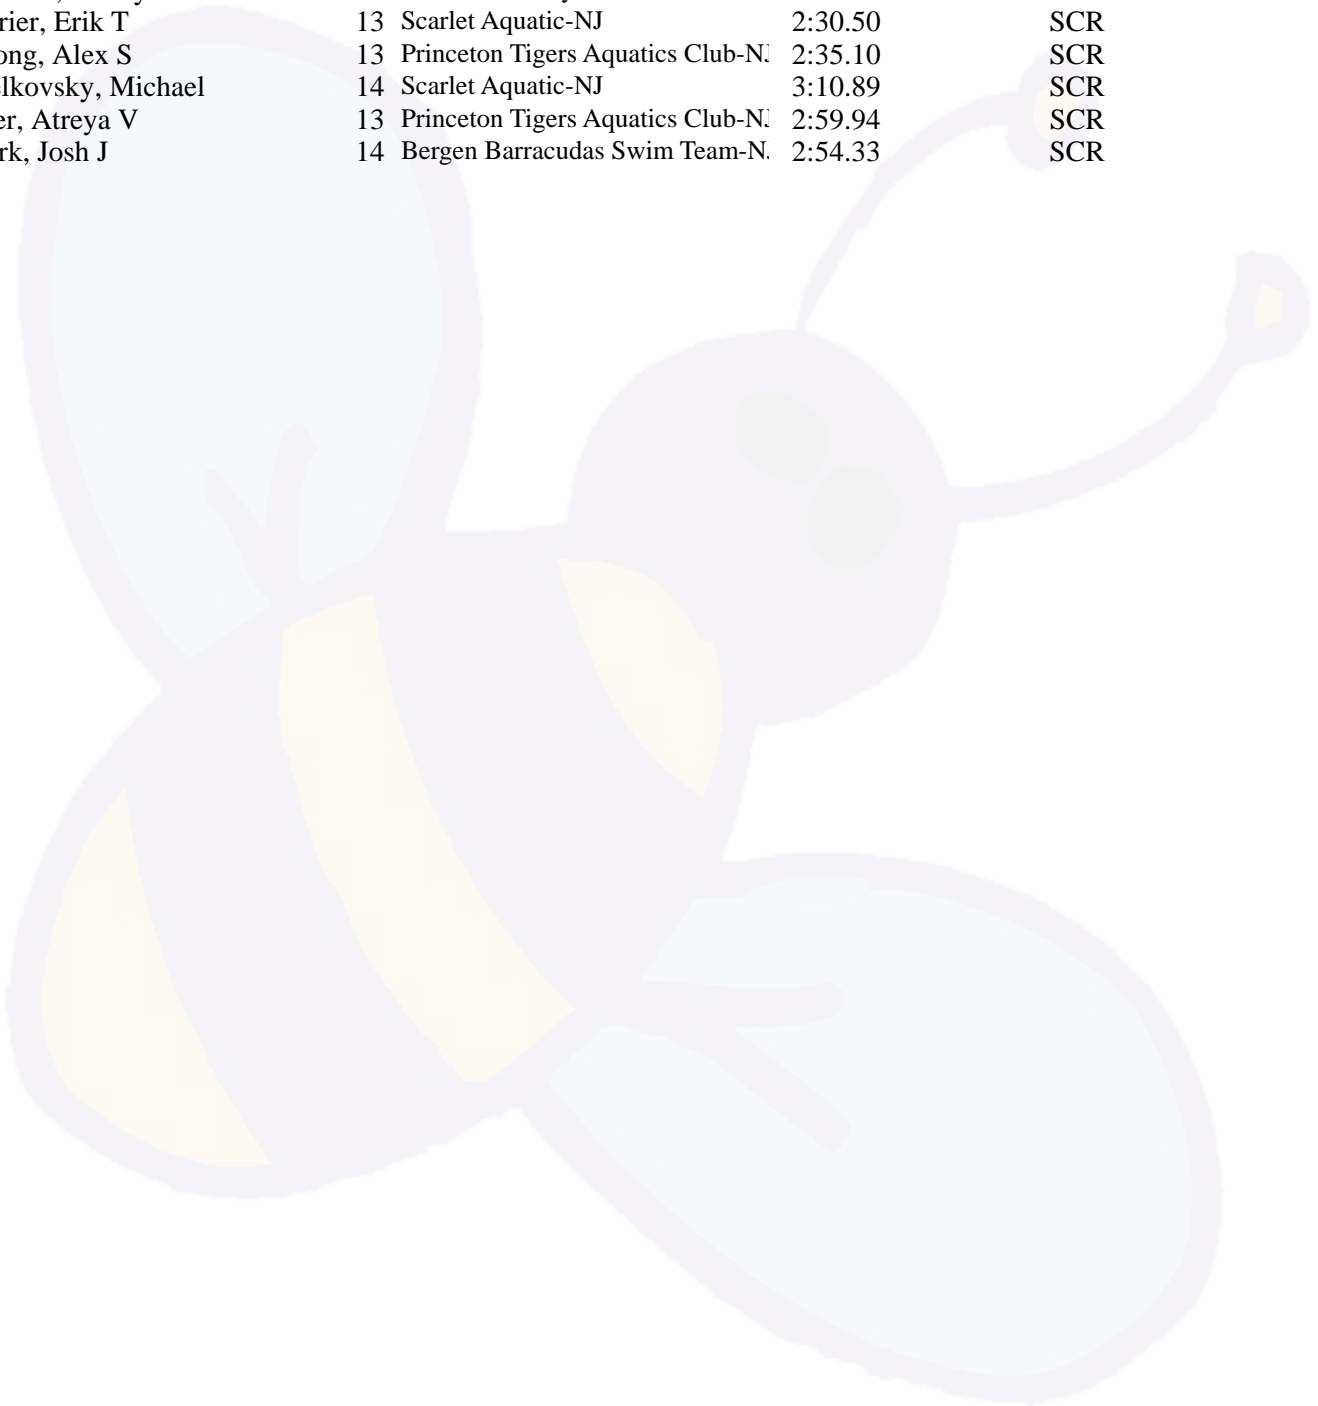 rier, Erik T 13 Scarlet Aquatic-NJ 2:30.50 SCR
ong, Alex S 13 Princeton Tigers Aquatics Club-NJ 2:35.10 SCR
elkovsky, Michael 14 Scarlet Aquatic-NJ 3:10.89 SCR
er, Atreya V 13 Princeton Tigers Aquatics Club-NJ 2:59.94 SCR
rk, Josh J 14 Bergen Barracudas Swim Team-N. 2:54.33 SCR